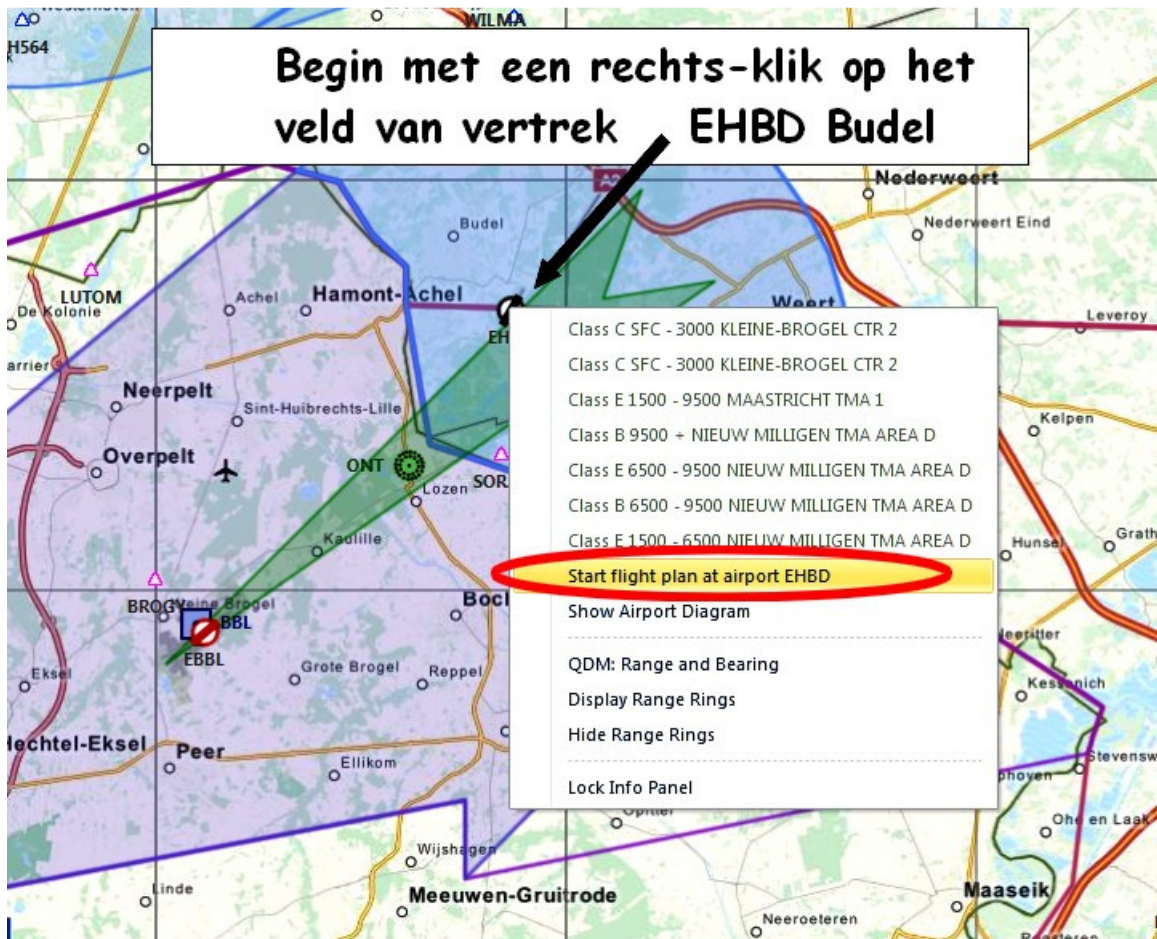 WILMA
H564
Begin met een rechts-klik op het
veld van vertrek EHBD Budel
Nederweert
Budel
Nederweert Eind
LUTOM
Achel
Hamont-Achel
Weert
De Kolonie
Leveroy
Neerpelt
Sint-Huibrechts-Lille
Kelpen
Overpelt
ONT
Lozen
Kaulille
Hunsel
BROGY
Kleine Brogel
BBL
EBBL
Grote Brogel
Reppel
Eksel
Kessenich
Hechtel-Eksel
Peer
Ellikom
Class C SFC - 3000 KLEINE-BROGEL CTR 2
Class C SFC - 3000 KLEINE-BROGEL CTR 2
Class E 1500 - 9500 MAASTRICHT TMA 1
Class B 9500 + NIEUW MILLIGEN TMA AREA D
Class E 6500 - 9500 NIEUW MILLIGEN TMA AREA D
Class B 6500 - 9500 NIEUW MILLIGEN TMA AREA D
Class E 1500 - 6500 NIEUW MILLIGEN TMA AREA D
Start flight plan at airport EHBD
Show Airport Diagram
QDM: Range and Bearing
Display Range Rings
Hide Range Rings
Lock Info Panel
Ohe en Laak
Wijshagen
Linde
Meeuwen-Gruitrode
Maaseik
Neeroeteren